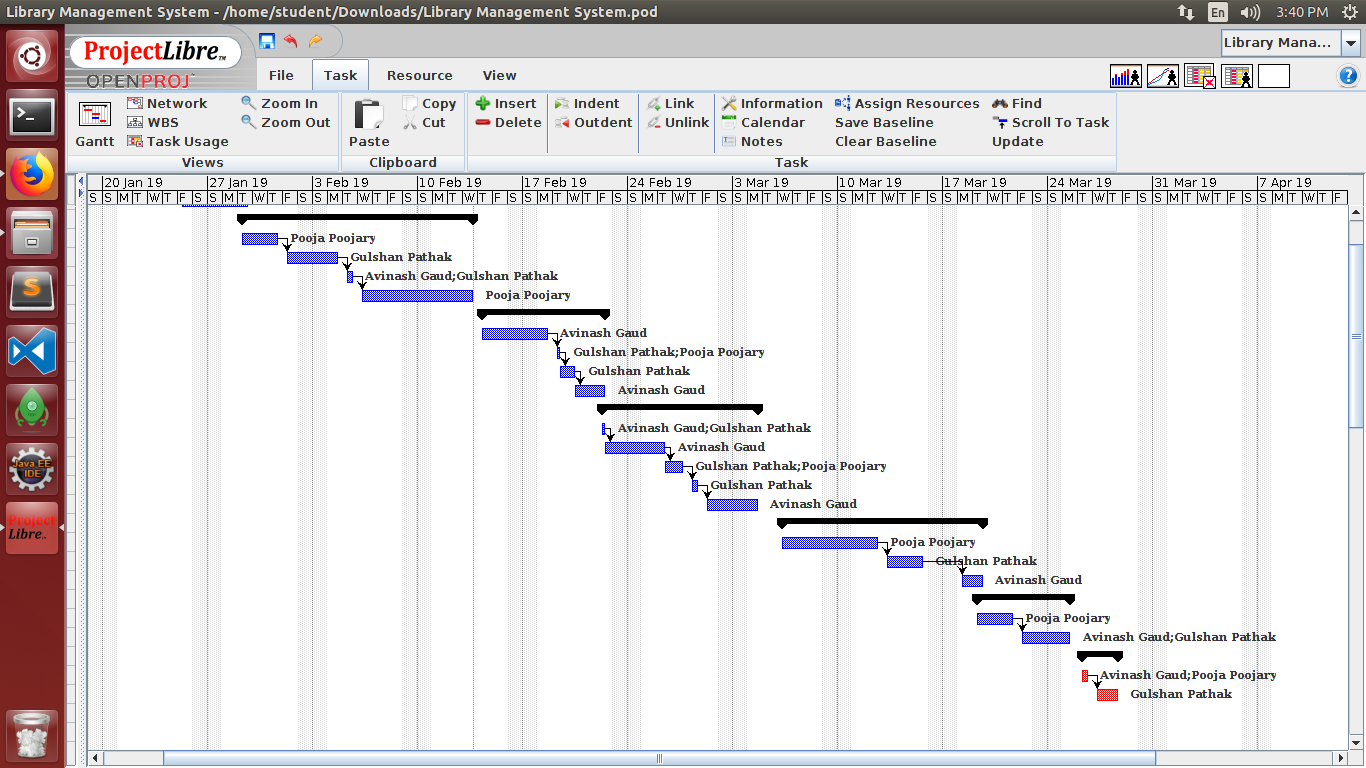 Library Management System - /home/student/Downloads/Library Management System.pod
En
3:40 PM
ProjectLibre™
OPENPROJ
Library Mana...
File Task Resource View
Network Zoom In Copy Insert Indent Link Information Assign Resources Find
WBS Zoom Out Cut Delete Outdent Unlink Calendar Save Baseline Scroll To Task
Gantt Task Usage Paste Notes Clear Baseline Update
Views Clipboard Task
20 Jan 19 27 Jan 19 3 Feb 19 10 Feb 19 17 Feb 19 24 Feb 19 3 Mar 19 10 Mar 19 17 Mar 19 24 Mar 19 31 Mar 19 7 Apr 19
S S M T W T F S S M T W T F S S M T W T F S S M T W T F S S M T W T F S S M T W T F S S M T W T F S S M T W T F S S M T W T F S S M T W T F S S M T W T F S S M T W T F
Pooja Poojary
Gulshan Pathak
Avinash Gaud;Gulshan Pathak
Pooja Poojary
Avinash Gaud
Gulshan Pathak;Pooja Poojary
Gulshan Pathak
Avinash Gaud
Avinash Gaud;Gulshan Pathak
Avinash Gaud
Gulshan Pathak;Pooja Poojary
Gulshan Pathak
Avinash Gaud
Pooja Poojary
Gulshan Pathak
Avinash Gaud
Pooja Poojary
Avinash Gaud;Gulshan Pathak
Avinash Gaud;Pooja Poojary
Gulshan Pathak
S
Java EE
IDE
Project
Libre